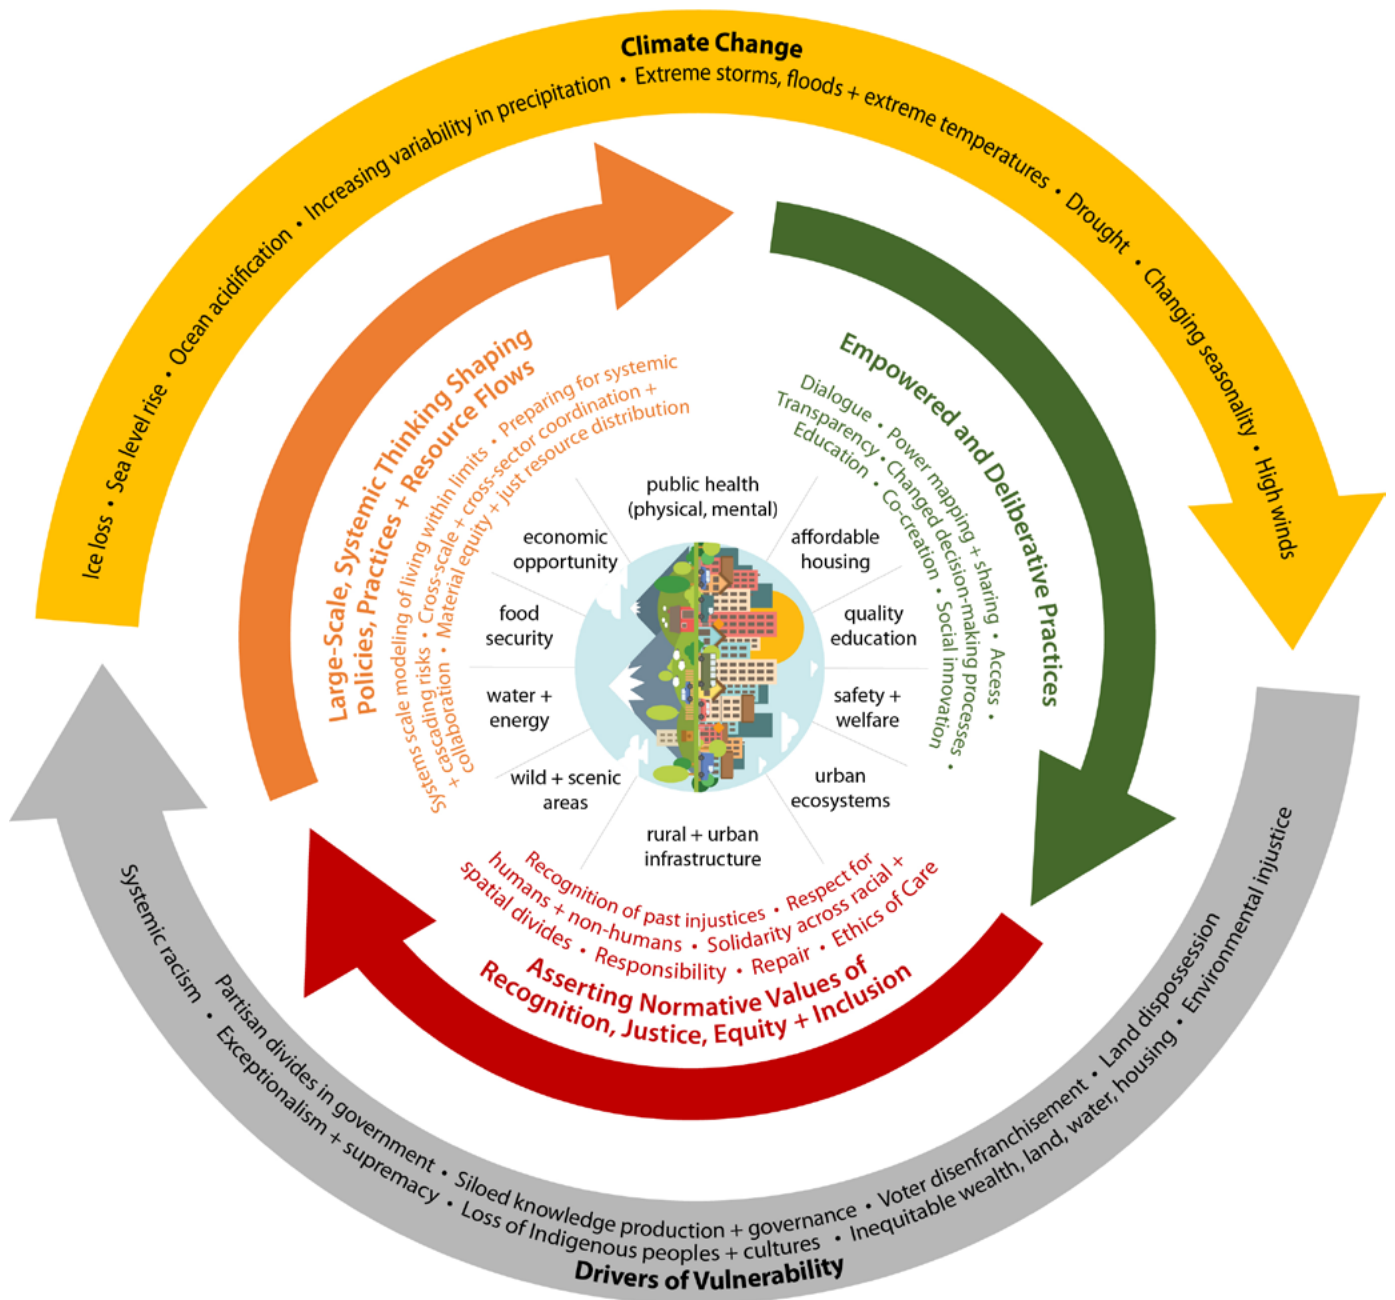 Climate Change
Ice loss • Sea level rise • Ocean acidification • Increasing variability in precipitation • Extreme storms, floods + extreme temperatures • Drought • Changing seasonality • High winds
Large-Scale, Systemic Thinking Shaping
Policies, Practices + Resource Flows
Systems scale modeling of living within limits • Preparing for systemic
+ cascading risks • Cross-scale + cross-sector coordination +
collaboration • Material equity + just resource distribution
Empowered and Deliberative Practices
Dialogue • Power mapping + sharing • Access •
Transparency • Changed decision-making processes •
Education • Co-creation • Social innovation
public health
(physical, mental)
affordable
housing
quality
education
safety +
welfare
urban
ecosystems
rural + urban
infrastructure
wild + scenic
areas
water +
energy
food
security
economic
opportunity
Recognition of past injustices • Respect for
humans + non-humans • Solidarity across racial +
spatial divides • Responsibility • Repair • Ethics of Care
Asserting Normative Values of
Recognition, Justice, Equity + Inclusion
Partisan divides in government • Siloed knowledge production + governance • Voter disenfranchisement • Land dispossession
Systemic racism • Exceptionalism + supremacy • Loss of Indigenous peoples + cultures • Inequitable wealth, land, water, housing • Environmental injustice
Drivers of Vulnerability